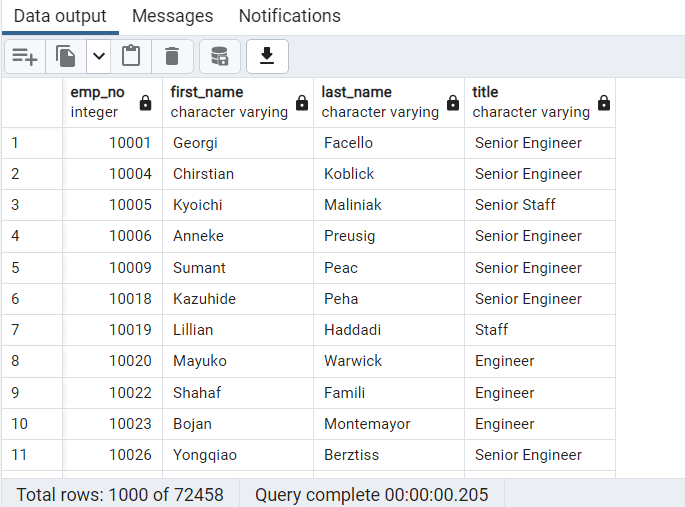 Data output Messages Notifications
emp_no first_name last_name title
integer character varying character varying character varying
1 10001 Georgi Facello Senior Engineer
2 10004 Chirstian Koblick Senior Engineer
3 10005 Kyoichi Maliniak Senior Staff
4 10006 Anneke Preusig Senior Engineer
5 10009 Sumant Peac Senior Engineer
6 10018 Kazuhide Peha Senior Engineer
7 10019 Lillian Haddadi Staff
8 10020 Mayuko Warwick Engineer
9 10022 Shahaf Famili Engineer
10 10023 Bojan Montemayor Engineer
11 10026 Yongqiao Berztiss Senior Engineer
Total rows: 1000 of 72458 Query complete 00:00:00.205